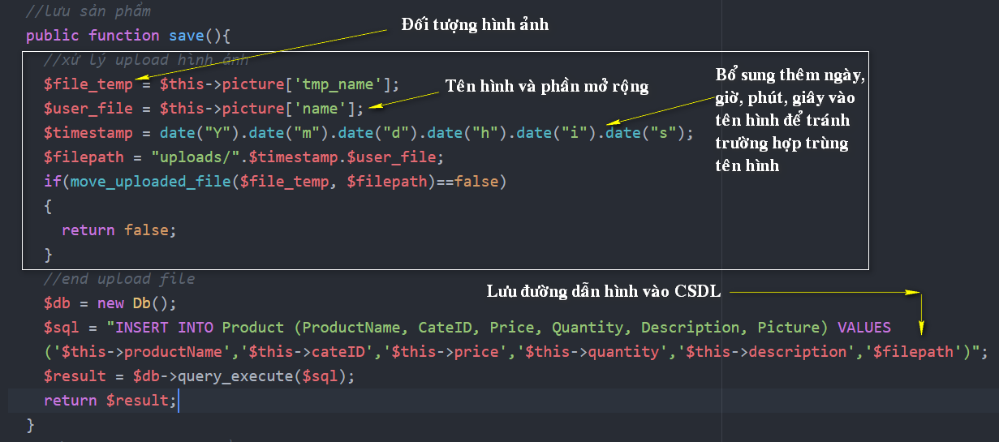 //lưu sản phẩm
public function save(){
Đối tượng hình ảnh
//xử lý upload hình ảnh
$file_temp = $this->picture['tmp_name'];
$user_file = $this->picture['name'];
Tên hình và phần mở rộng
$timestamp = date("Y").date("m").date("d").date("h").date("i").date("s");
Bổ sung thêm ngày,
giờ, phút, giây vào
tên hình để tránh
trường hợp trùng
tên hình
$filepath = "uploads/".$timestamp.$user_file;
if(move_uploaded_file($file_temp, $filepath)==false)
{
return false;
}
//end upload file
Lưu đường dẫn hình vào CSDL
$db = new Db();
$sql = "INSERT INTO Product (ProductName, CateID, Price, Quantity, Description, Picture) VALUES
('$this->productName','$this->cateID','$this->price','$this->quantity','$this->description','$filepath')";
$result = $db->query_execute($sql);
return $result;
}